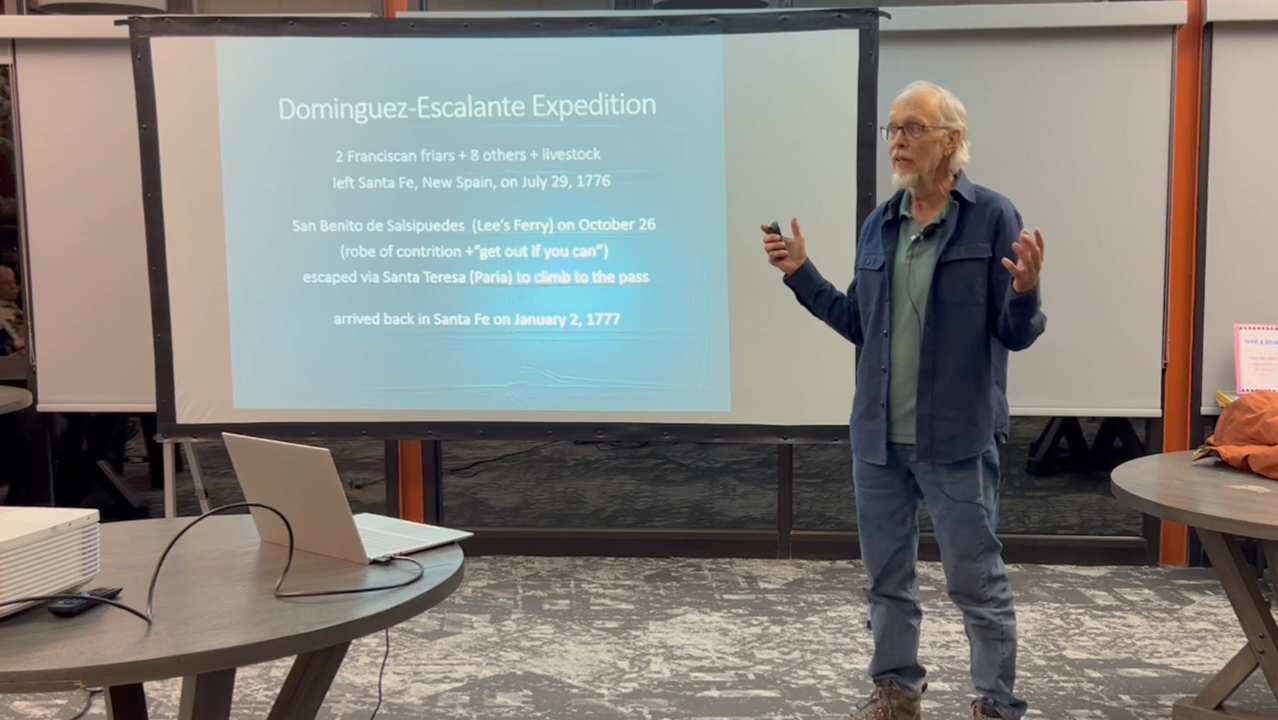 Dominguez-Escalante Expedition
2 Franciscan friars + 8 others + livestock
left Santa Fe, New Spain, on July 29, 1776
San Benito de Salsipuedes (Lee's Ferry) on October 26
(robe of contrition +"get out if you can")
escaped via Santa Teresa (Paria) to climb to the pass
arrived back in Santa Fe on January 2, 1777